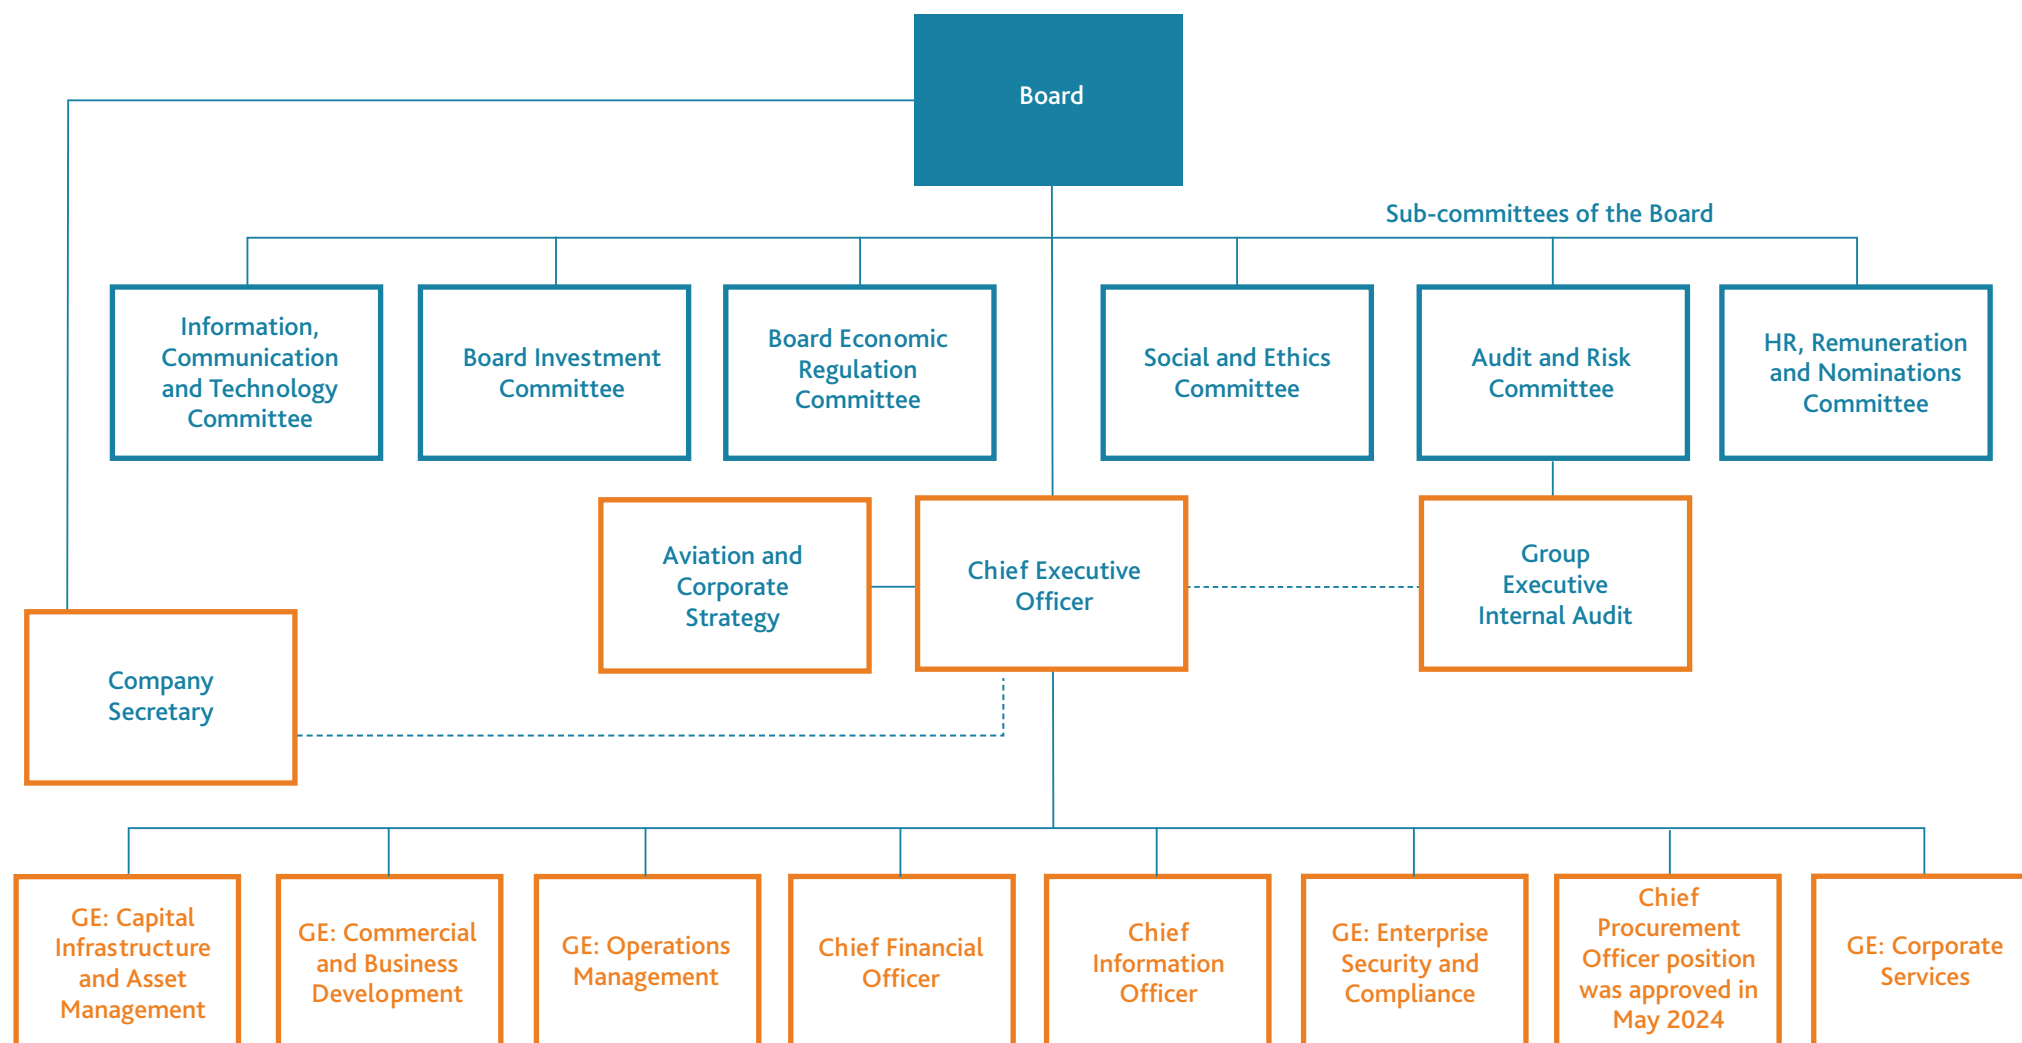 Board
Sub-committees of the Board
Information,
Communication
and Technology
Committee
Board Investment
Committee
Board Economic
Regulation
Committee
Social and Ethics
Committee
Audit and Risk
Committee
HR, Remuneration
and Nominations
Committee
Aviation and
Corporate
Strategy
Chief Executive
Officer
Group
Executive
Internal Audit
Company
Secretary
GE: Capital
Infrastructure
and Asset
Management
GE: Commercial
and Business
Development
GE: Operations
Management
Chief Financial
Officer
Chief
Information
Officer
GE: Enterprise
Security and
Compliance
Chief
Procurement
Officer position
was approved in
May 2024
GE: Corporate
Services